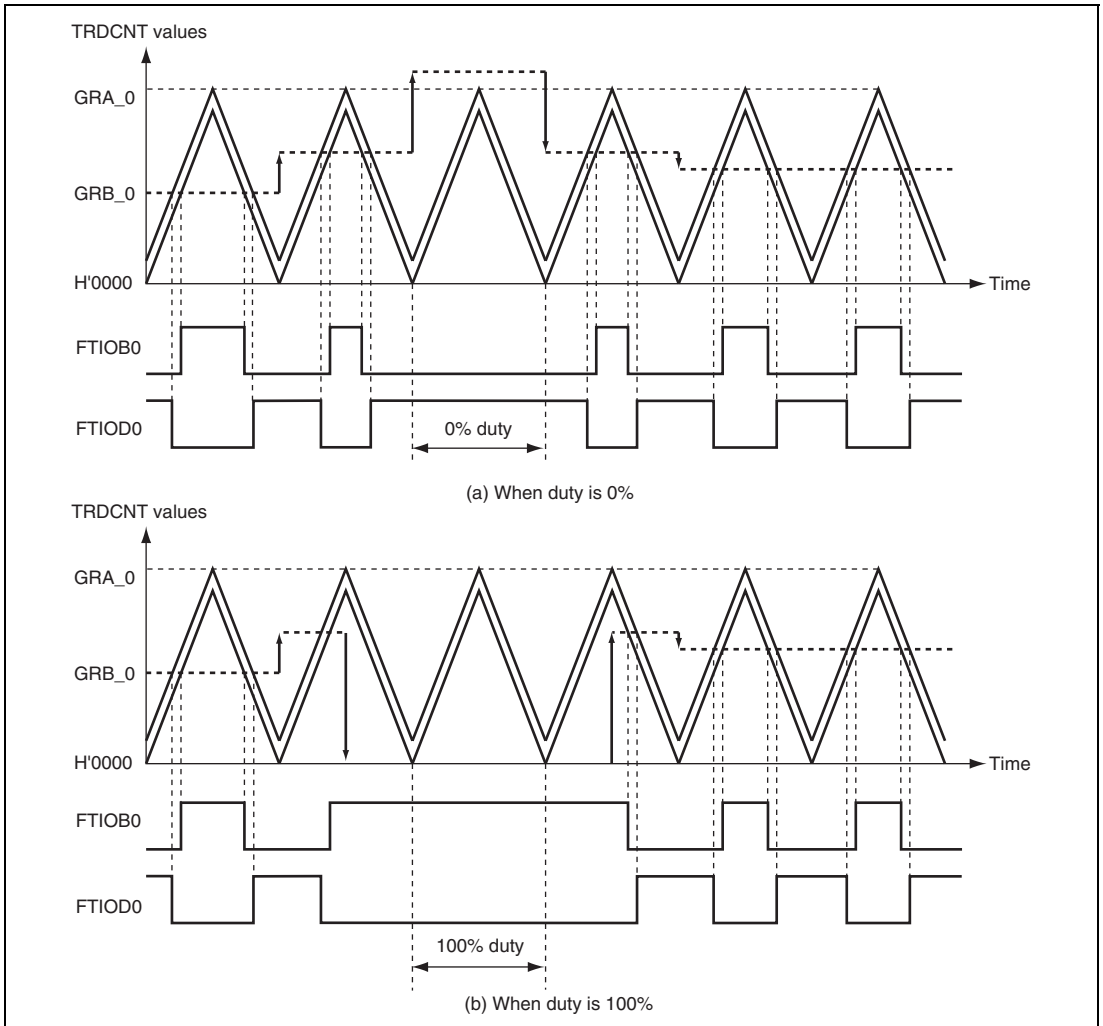 TRDCNT values
GRA_0
GRB_0
H'0000
Time
FTIOB0
FTIOD0
0% duty
(a) When duty is 0%
TRDCNT values
GRA_0
GRB_0
H'0000
Time
FTIOB0
FTIOD0
100% duty
(b) When duty is 100%